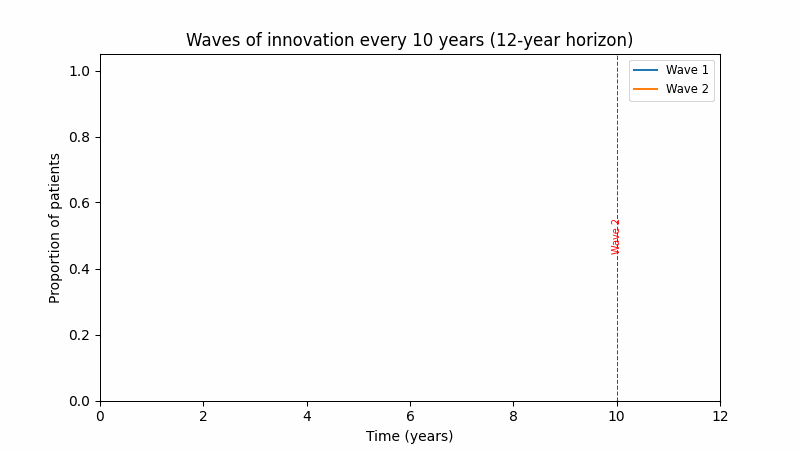 Waves of innovation every 10 years (12-year horizon)
1.0
0.8
0.6
0.4
0.2
0.0
Proportion of patients
Wave 1
Wave 2
Wave 2
0 2 4 6 8 10 12
Time (years)